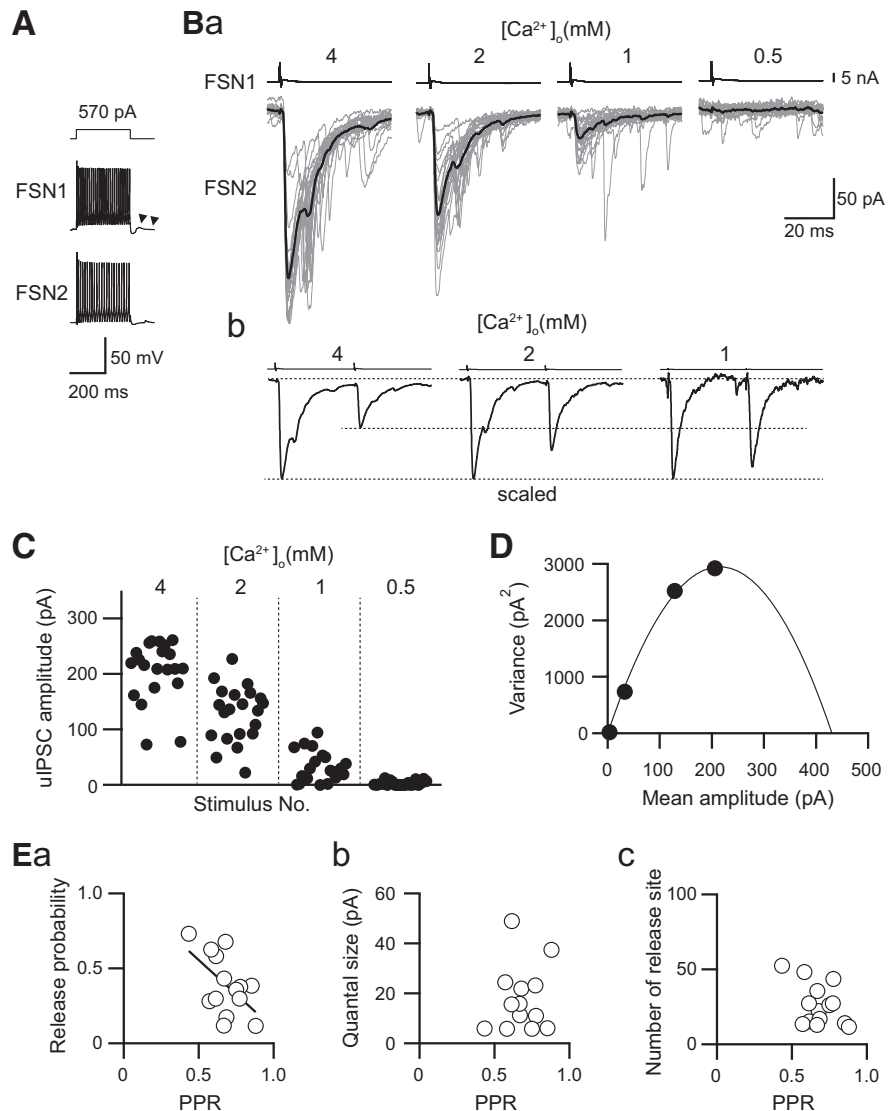 A
570 pA
FSN1
FSN2
50 mV
200 ms
Ba
[Ca²⁺]ₒ(mM)
4 2 1 0.5
FSN1
5 nA
FSN2
50 pA
20 ms
b
[Ca²⁺]ₒ(mM)
4 2 1
scaled
C
[Ca²⁺]ₒ(mM)
4 2 1 0.5
uIPSC amplitude (pA)
300
200
100
0
Stimulus No.
D
Variance (pA²)
3000
2000
1000
0
0 100 200 300 400 500
Mean amplitude (pA)
Ea
Release probability
1.0
0.5
0
0 0.5 1.0
PPR
b
Quantal size (pA)
60
40
20
0
0 0.5 1.0
PPR
c
Number of release site
100
50
0
0 0.5 1.0
PPR